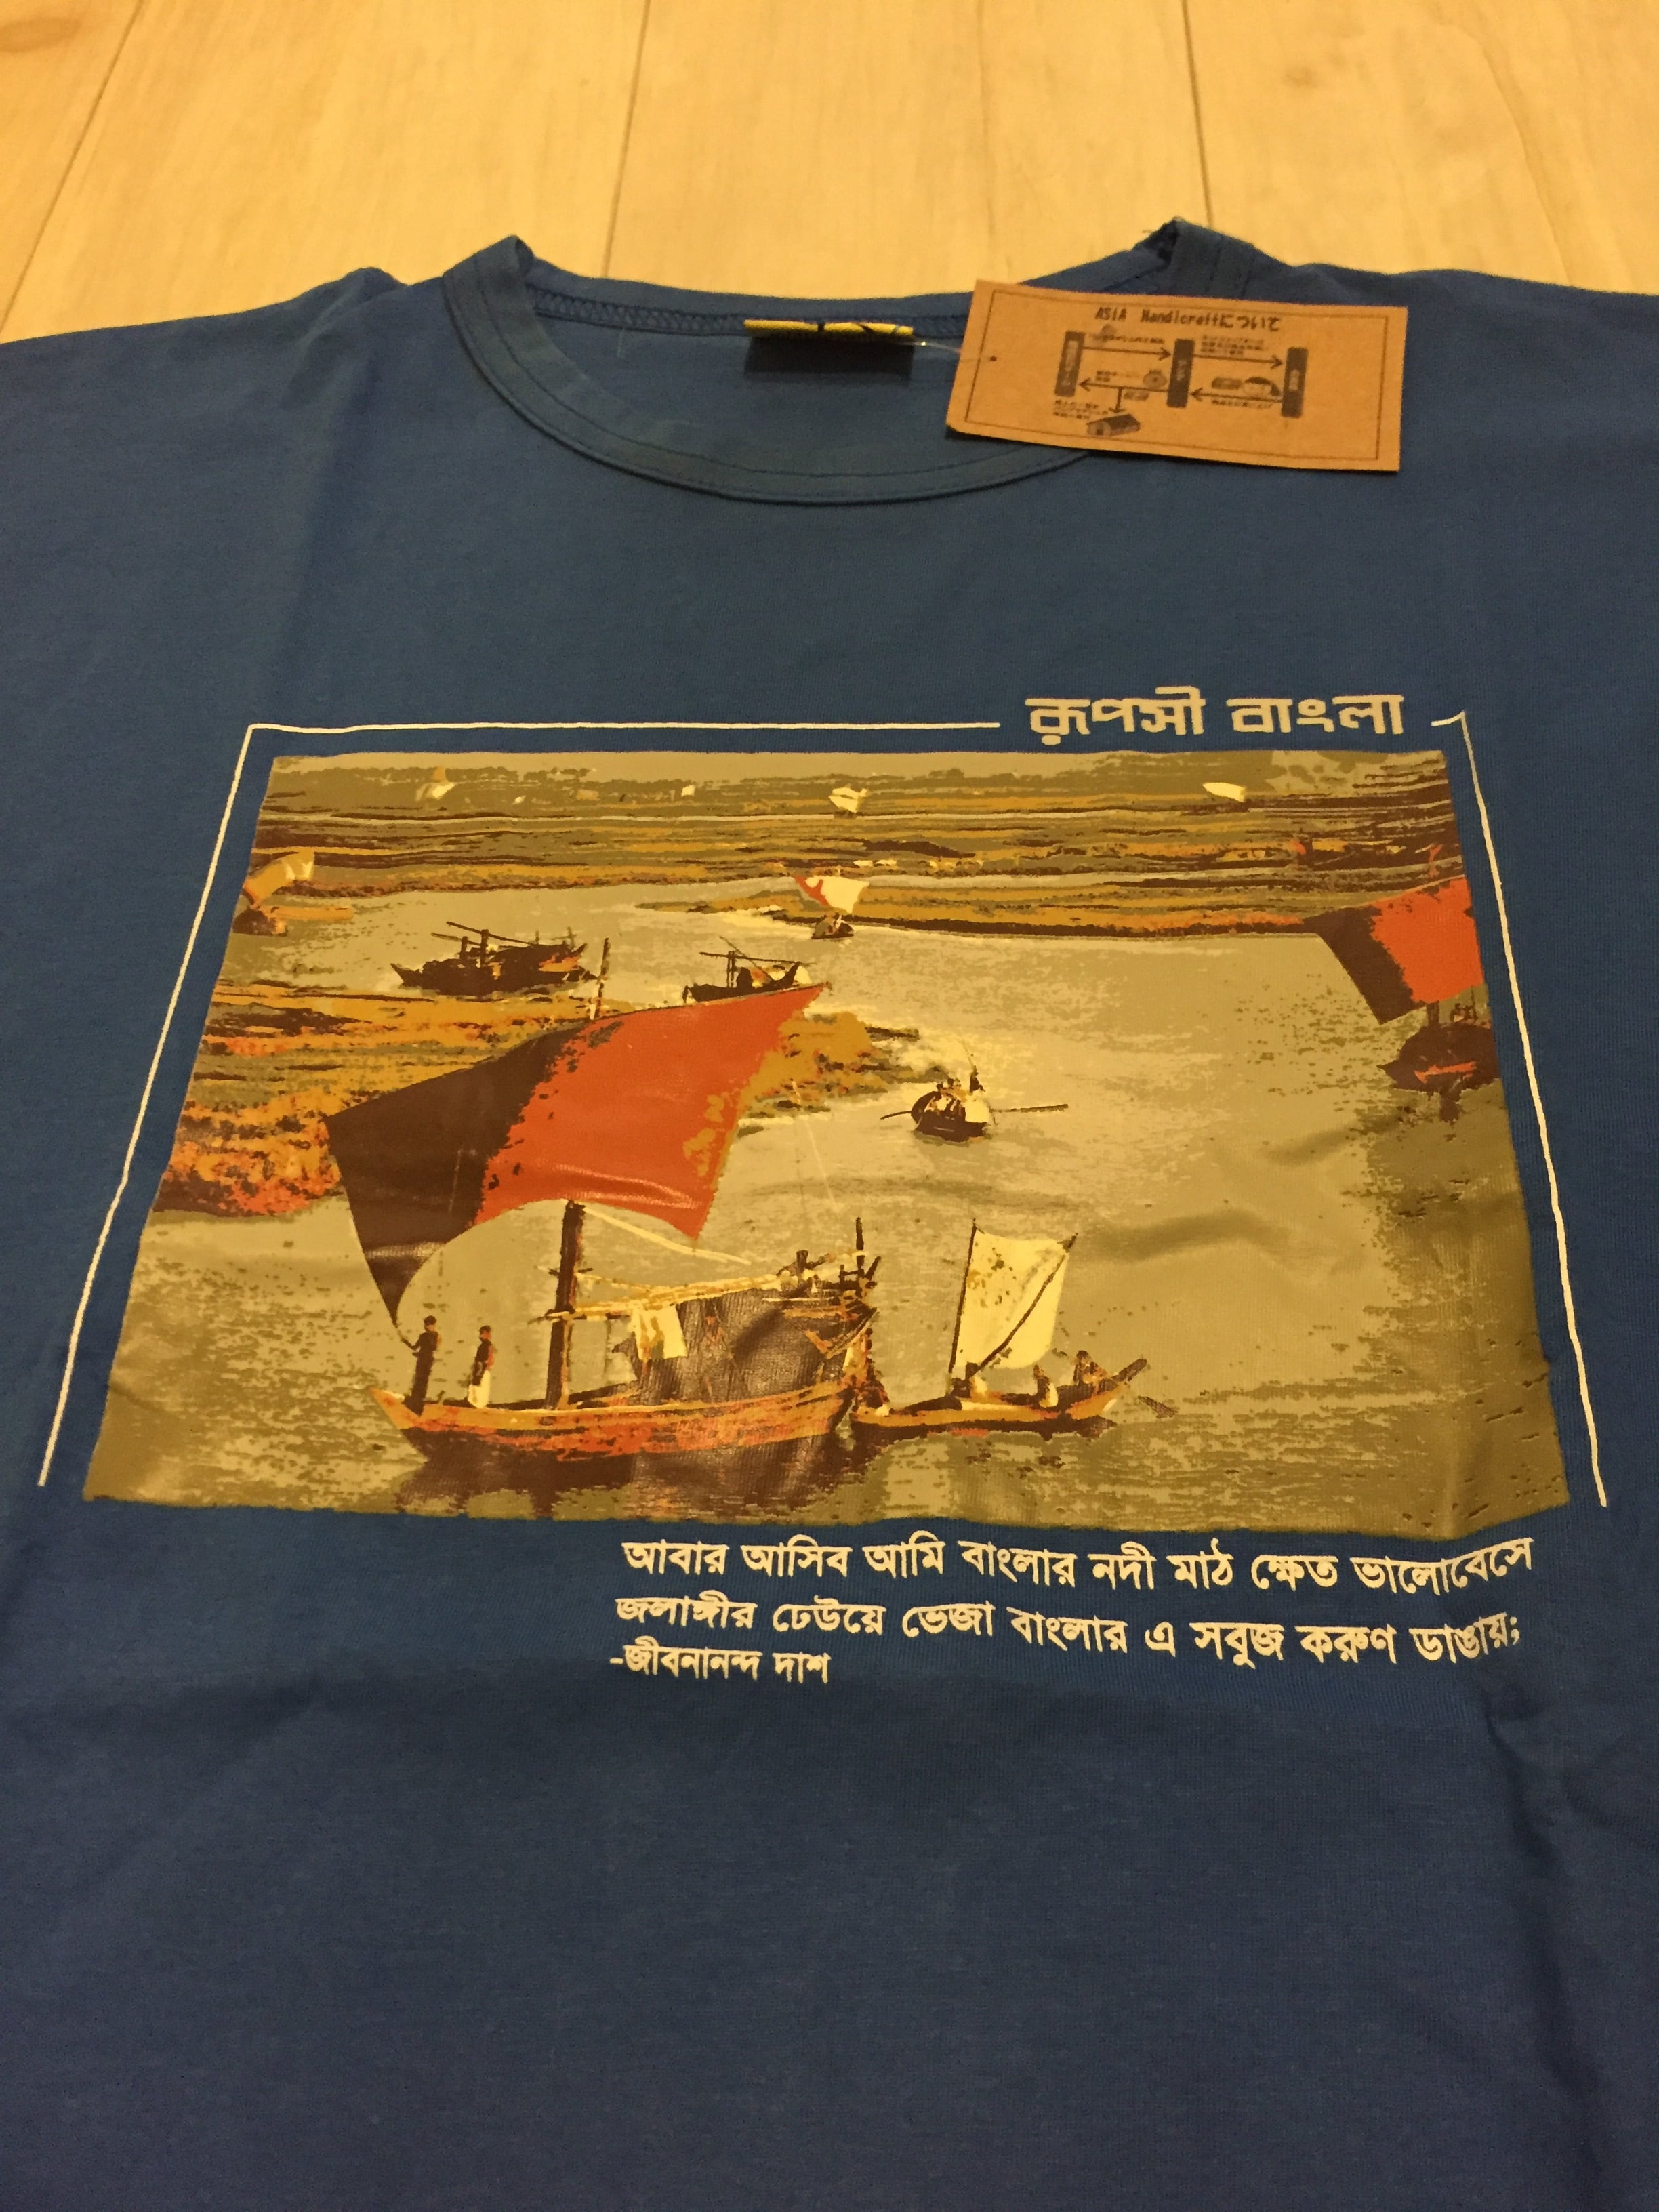 ASIA Handicraftについて
রূপসী বাংলা
আবার আসিব আমি বাংলার নদী মাঠ ক্ষেত ভালোবেসে
জলাঙ্গীর ঢেউয়ে ভেজা বাংলার এ সবুজ করুণ ডাঙায়;
-জীবনানন্দ দাশ